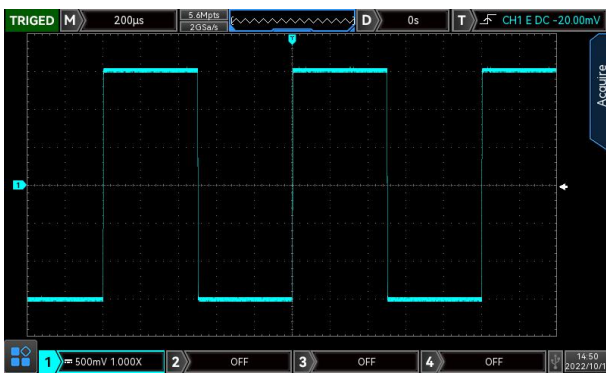 TRIGED M 200μs 5.6Mpts D 0s T CH1 E DC -20.00mV
2GSa/s
T
Acquire
1
1 500mV 1.000X 2 OFF 3 OFF 4 OFF 14:50
2022/10/1